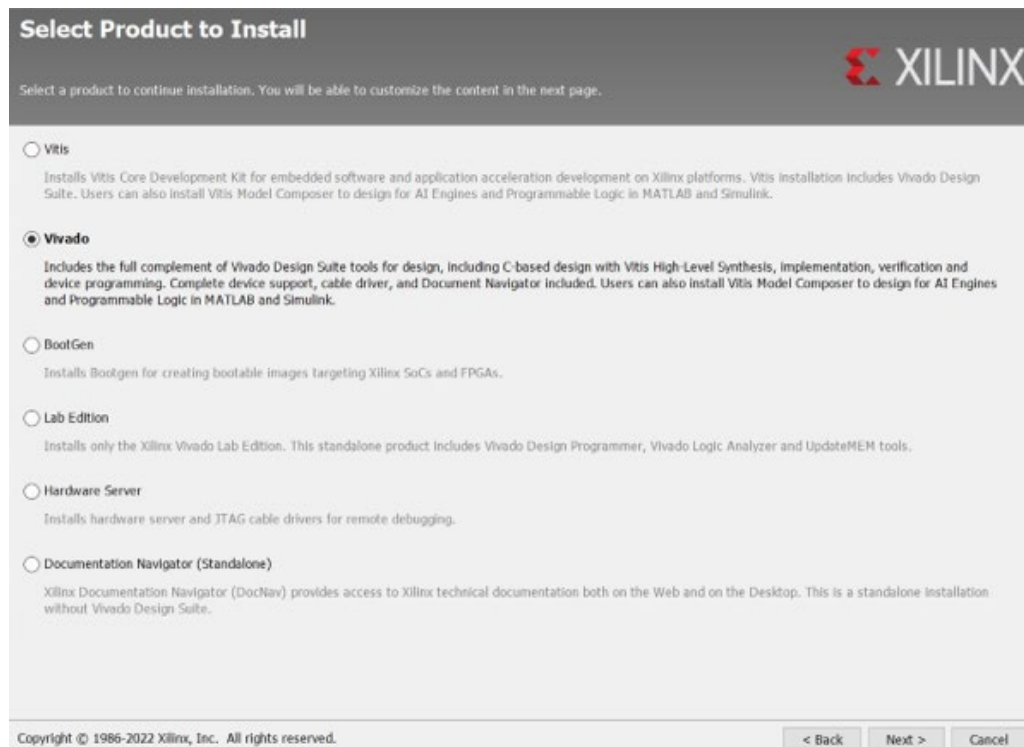 Select Product to Install
XILINX
Select a product to continue installation. You will be able to customize the content in the next page.
Vitis
Installs Vitis Core Development Kit for embedded software and application acceleration development on Xilinx platforms. Vitis installation includes Vivado Design
Suite. Users can also install Vitis Model Composer to design for AI Engines and Programmable Logic in MATLAB and Simulink.
Vivado
Includes the full complement of Vivado Design Suite tools for design, including C-based design with Vitis High-Level Synthesis, implementation, verification and
device programming. Complete device support, cable driver, and Document Navigator included. Users can also install Vitis Model Composer to design for AI Engines
and Programmable Logic in MATLAB and Simulink.
BootGen
Installs Bootgen for creating bootable images targeting Xilinx SoCs and FPGAs.
Lab Edition
Installs only the Xilinx Vivado Lab Edition. This standalone product includes Vivado Design Programmer, Vivado Logic Analyzer and UpdateMEM tools.
Hardware Server
Installs hardware server and JTAG cable drivers for remote debugging.
Documentation Navigator (Standalone)
Xilinx Documentation Navigator (DocNav) provides access to Xilinx technical documentation both on the Web and on the Desktop. This is a standalone installation
without Vivado Design Suite.
Copyright © 1986-2022 Xilinx, Inc. All rights reserved.
< Back Next > Cancel